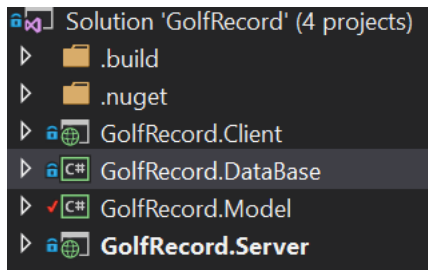 Solution 'GolfRecord' (4 projects)
.build
.nuget
GolfRecord.Client
C# GolfRecord.DataBase
C# GolfRecord.Model
GolfRecord.Server